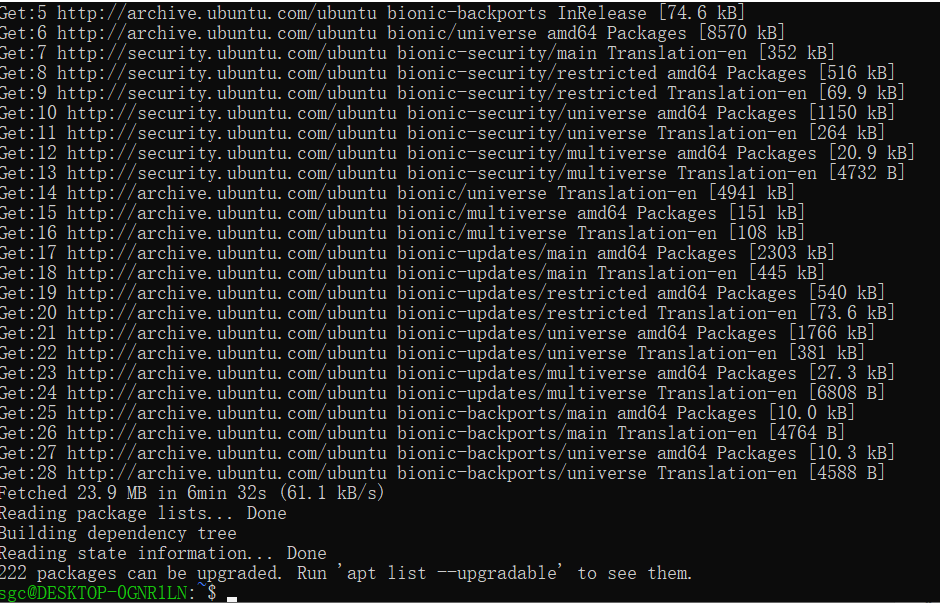 Get:5 http://archive.ubuntu.com/ubuntu bionic-backports InRelease [74.6 kB]
Get:6 http://archive.ubuntu.com/ubuntu bionic/universe amd64 Packages [8570 kB]
Get:7 http://security.ubuntu.com/ubuntu bionic-security/main Translation-en [352 kB]
Get:8 http://security.ubuntu.com/ubuntu bionic-security/restricted amd64 Packages [516 kB]
Get:9 http://security.ubuntu.com/ubuntu bionic-security/restricted Translation-en [69.9 kB]
Get:10 http://security.ubuntu.com/ubuntu bionic-security/universe amd64 Packages [1150 kB]
Get:11 http://security.ubuntu.com/ubuntu bionic-security/universe Translation-en [264 kB]
Get:12 http://security.ubuntu.com/ubuntu bionic-security/multiverse amd64 Packages [20.9 kB]
Get:13 http://security.ubuntu.com/ubuntu bionic-security/multiverse Translation-en [4732 B]
Get:14 http://archive.ubuntu.com/ubuntu bionic/universe Translation-en [4941 kB]
Get:15 http://archive.ubuntu.com/ubuntu bionic/multiverse amd64 Packages [151 kB]
Get:16 http://archive.ubuntu.com/ubuntu bionic/multiverse Translation-en [108 kB]
Get:17 http://archive.ubuntu.com/ubuntu bionic-updates/main amd64 Packages [2303 kB]
Get:18 http://archive.ubuntu.com/ubuntu bionic-updates/main Translation-en [445 kB]
Get:19 http://archive.ubuntu.com/ubuntu bionic-updates/restricted amd64 Packages [540 kB]
Get:20 http://archive.ubuntu.com/ubuntu bionic-updates/restricted Translation-en [73.6 kB]
Get:21 http://archive.ubuntu.com/ubuntu bionic-updates/universe amd64 Packages [1766 kB]
Get:22 http://archive.ubuntu.com/ubuntu bionic-updates/universe Translation-en [381 kB]
Get:23 http://archive.ubuntu.com/ubuntu bionic-updates/multiverse amd64 Packages [27.3 kB]
Get:24 http://archive.ubuntu.com/ubuntu bionic-updates/multiverse Translation-en [6808 B]
Get:25 http://archive.ubuntu.com/ubuntu bionic-backports/main amd64 Packages [10.0 kB]
Get:26 http://archive.ubuntu.com/ubuntu bionic-backports/main Translation-en [4764 B]
Get:27 http://archive.ubuntu.com/ubuntu bionic-backports/universe amd64 Packages [10.3 kB]
Get:28 http://archive.ubuntu.com/ubuntu bionic-backports/universe Translation-en [4588 B]
Fetched 23.9 MB in 6min 32s (61.1 kB/s)
Reading package lists... Done
Building dependency tree
Reading state information... Done
222 packages can be upgraded. Run 'apt list --upgradable' to see them.
sgc@DESKTOP-0GNR1LN:~$